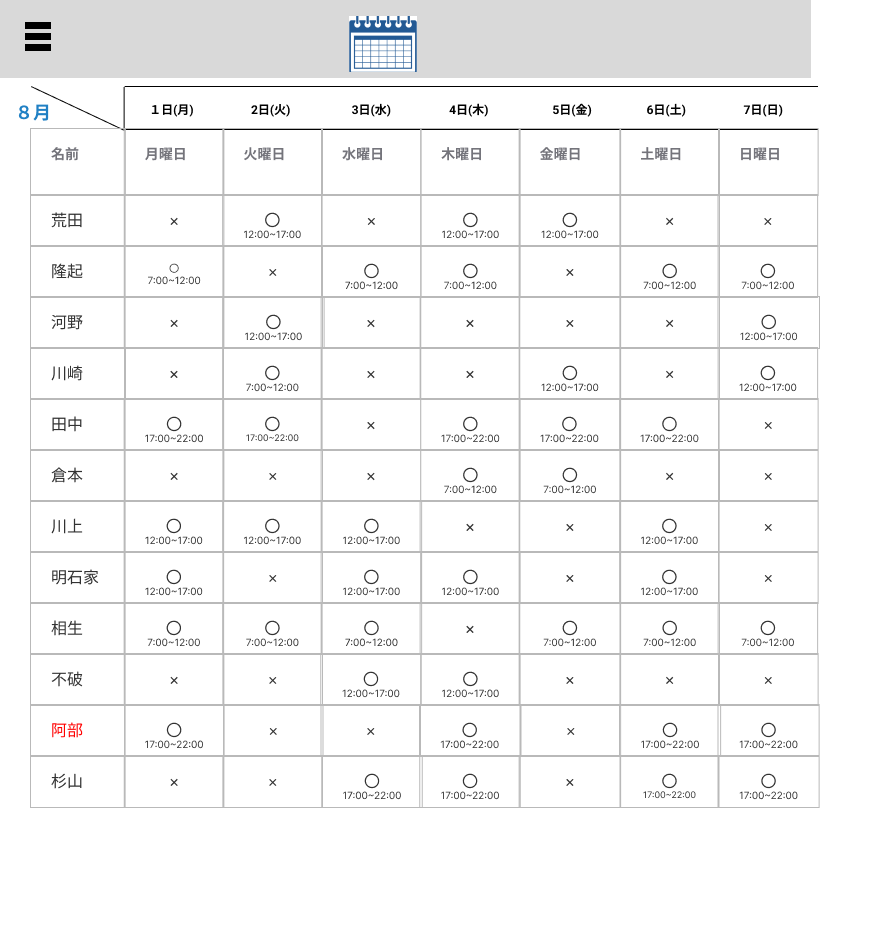 ８月 １日(月) 2日(火) 3日(水) 4日(木) 5日(金) 6日(土) 7日(日)
名前 月曜日 火曜日 水曜日 木曜日 金曜日 土曜日 日曜日
荒田 × ○ × ○ ○ × ×
12:00~17:00 12:00~17:00 12:00~17:00
隆起 ○ × ○ ○ × ○ ○
7:00~12:00 7:00~12:00 7:00~12:00 7:00~12:00 7:00~12:00
河野 × ○ × × × × ○
12:00~17:00 12:00~17:00
川崎 × ○ × × ○ × ○
7:00~12:00 12:00~17:00 12:00~17:00
田中 ○ ○ × ○ ○ ○ ×
17:00~22:00 17:00~22:00 17:00~22:00 17:00~22:00 17:00~22:00
倉本 × × × ○ ○ × ×
7:00~12:00 7:00~12:00
川上 ○ ○ ○ × × ○ ×
12:00~17:00 12:00~17:00 12:00~17:00 12:00~17:00
明石家 ○ × ○ ○ × ○ ×
12:00~17:00 12:00~17:00 12:00~17:00 12:00~17:00
相生 ○ ○ ○ × ○ ○ ○
7:00~12:00 7:00~12:00 7:00~12:00 7:00~12:00 7:00~12:00 7:00~12:00
不破 × × ○ ○ × × ×
12:00~17:00 12:00~17:00
阿部 ○ × × ○ × ○ ○
17:00~22:00 17:00~22:00 17:00~22:00 17:00~22:00
杉山 × × ○ ○ × ○ ○
17:00~22:00 17:00~22:00 17:00~22:00 17:00~22:00